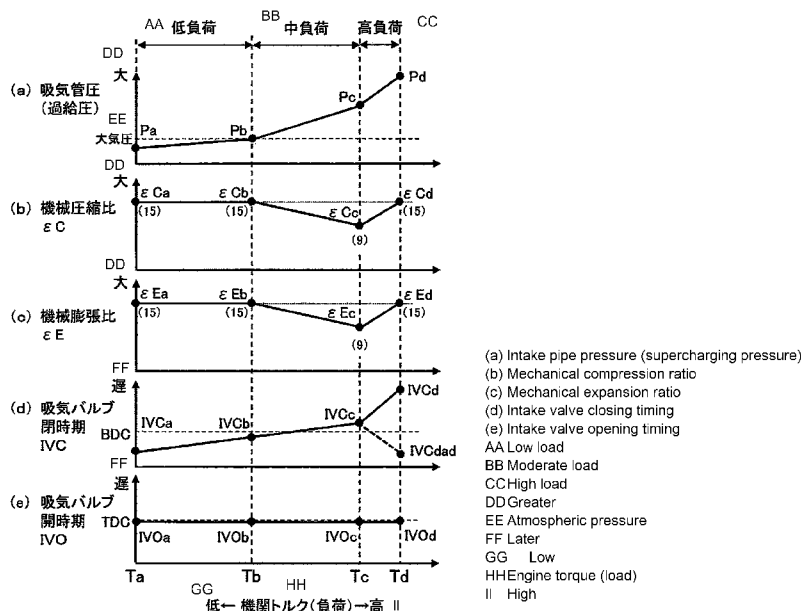 AA 低負荷 BB 中負荷 高負荷 CC
DD
大
(a) 吸気管圧
(過給圧)
EE
大気圧
Pa Pb Pc Pd
DD
大
(b) 機械圧縮比
εC
εCa εCb εCc εCd
(15) (15) (9) (15)
DD
大
(c) 機械膨張比
εE
εEa εEb εEc εEd
(15) (15) (9) (15)
FF
遅
(d) 吸気バルブ
閉時期
IVC
BDC
IVCa IVCb IVCc IVCd
IVCdad
FF
遅
(e) 吸気バルブ
開時期
IVO
TDC
IVOa IVOb IVOc IVOd
Ta Tb Tc Td
GG HH
低← 機関トルク(負荷)→高 II
(a) Intake pipe pressure (supercharging pressure)
(b) Mechanical compression ratio
(c) Mechanical expansion ratio
(d) Intake valve closing timing
(e) Intake valve opening timing
AA Low load
BB Moderate load
CC High load
DD Greater
EE Atmospheric pressure
FF Later
GG Low
HH Engine torque (load)
II High